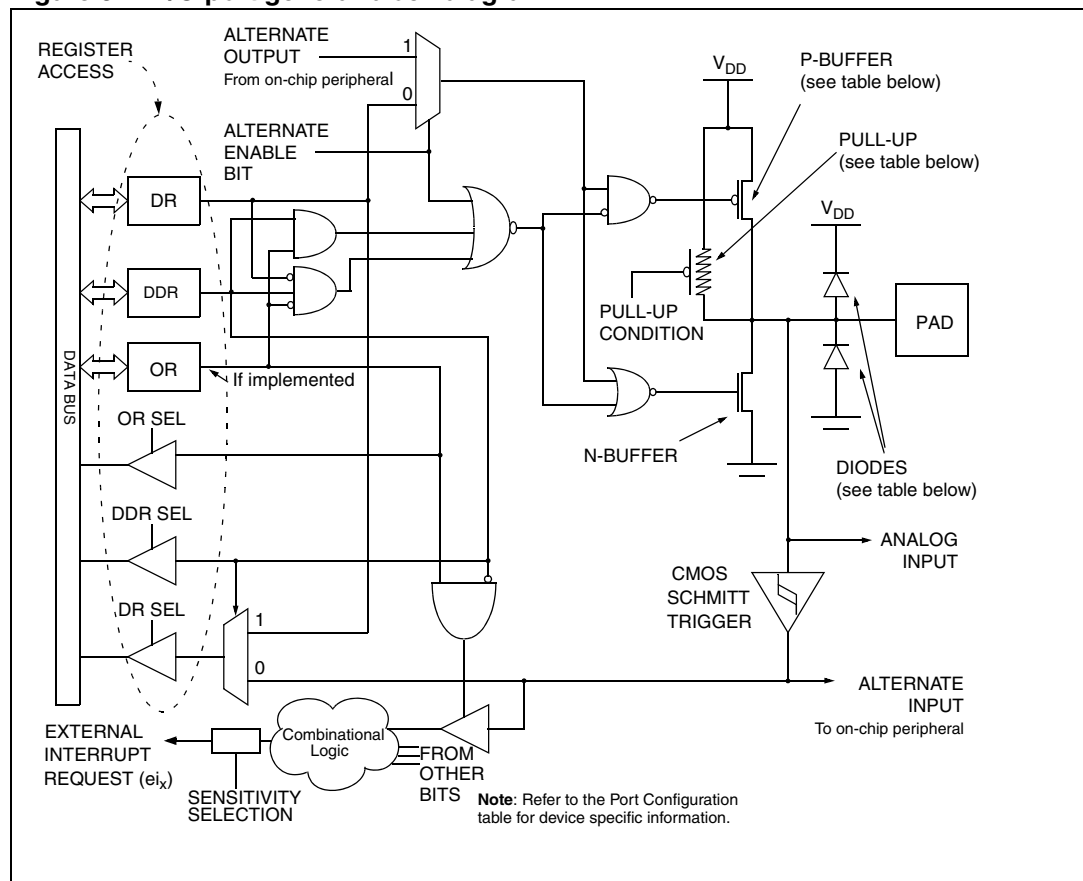 REGISTER
ACCESS
ALTERNATE
OUTPUT
From on-chip peripheral
1
0
ALTERNATE
ENABLE
BIT
VDD
P-BUFFER
(see table below)
PULL-UP
(see table below)
VDD
DR
DDR
OR
If implemented
DATA BUS
PULL-UP
CONDITION
PAD
N-BUFFER
DIODES
(see table below)
OR SEL
DDR SEL
DR SEL
1
0
ANALOG
INPUT
CMOS
SCHMITT
TRIGGER
ALTERNATE
INPUT
To on-chip peripheral
EXTERNAL
INTERRUPT
REQUEST (eix)
Combinational
Logic
FROM
OTHER
BITS
SENSITIVITY
SELECTION
Note: Refer to the Port Configuration
table for device specific information.